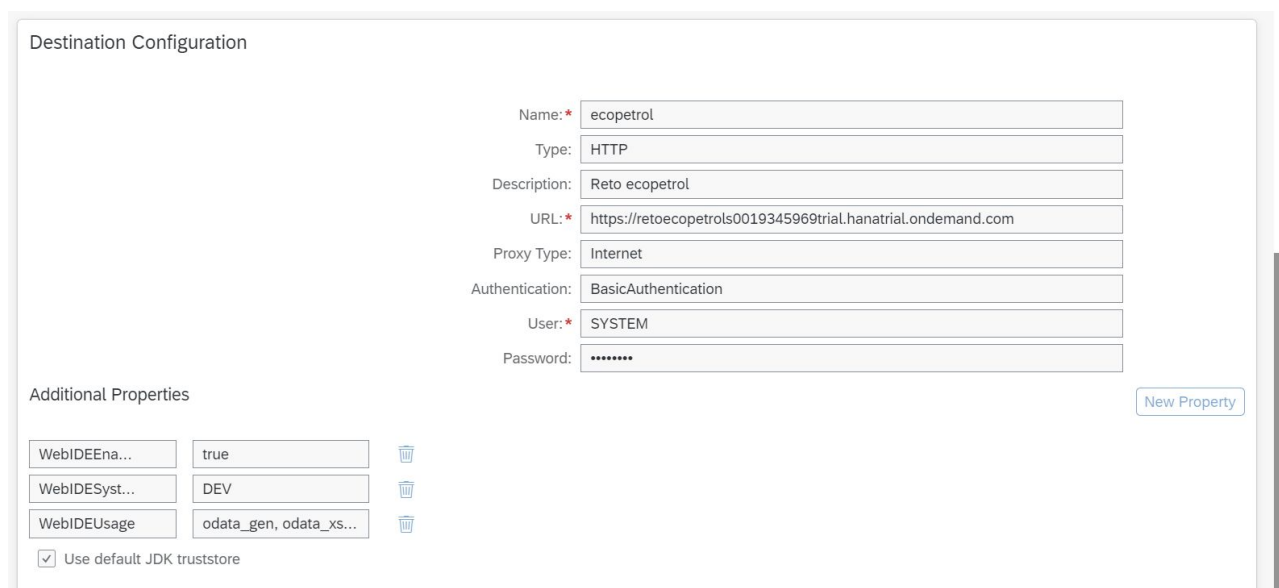 Destination Configuration
Name:* ecopetrol
Type: HTTP
Description: Reto ecopetrol
URL:* https://retoecopetrols0019345969trial.hanatrial.ondemand.com
Proxy Type: Internet
Authentication: BasicAuthentication
User:* SYSTEM
Password: ••••••••
Additional Properties
New Property
WebIDEEna... true
WebIDESyst... DEV
WebIDEUsage odata_gen, odata_xs...
Use default JDK truststore